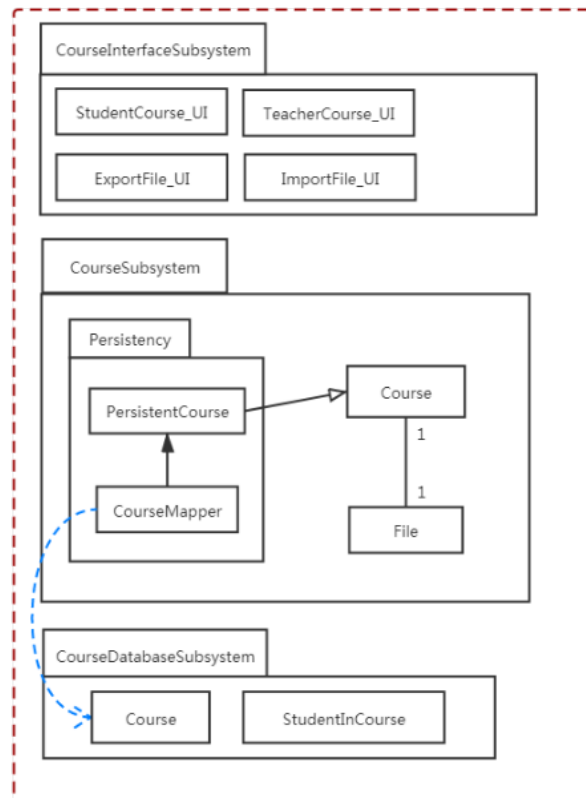 CourseInterfaceSubsystem
StudentCourse_UI
TeacherCourse_UI
ExportFile_UI
ImportFile_UI
CourseSubsystem
Persistency
PersistentCourse
Course
1
1
CourseMapper
File
CourseDatabaseSubsystem
Course
StudentInCourse